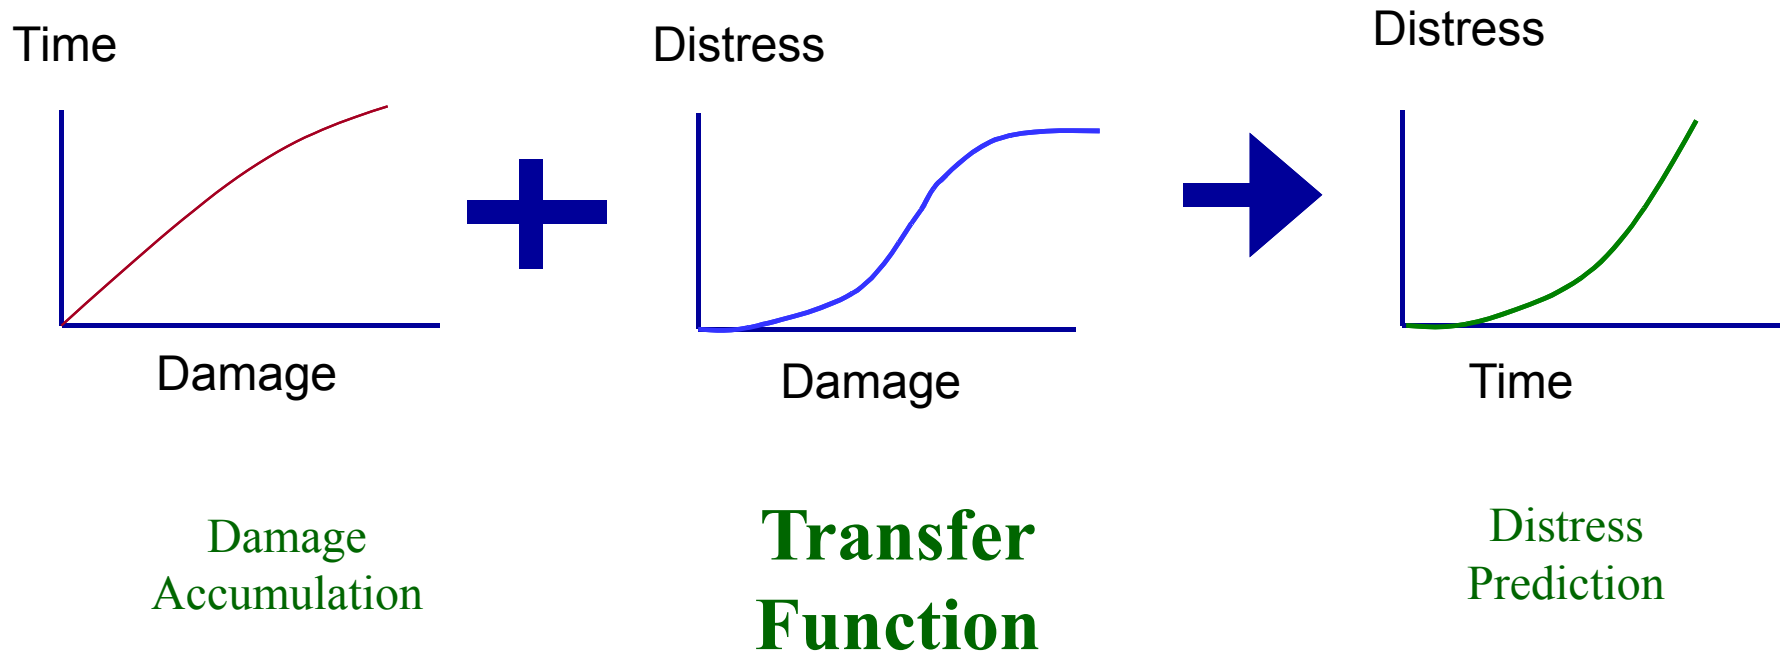 Time
Damage
Damage
Accumulation
Distress
Damage
Transfer
Function
Distress
Time
Distress
Prediction